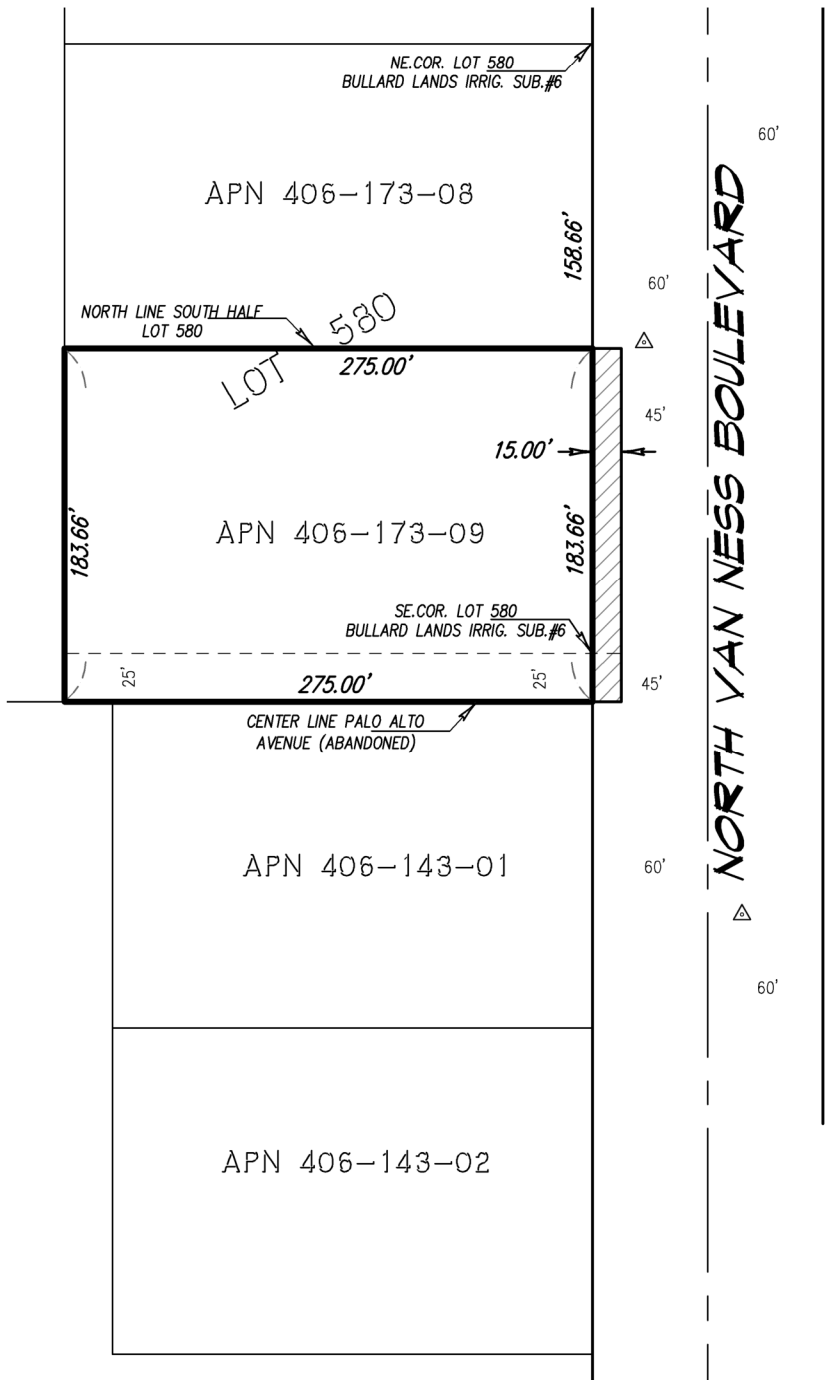 NE.COR. LOT 580
BULLARD LANDS IRRIG. SUB.#6
60'
APN 406-173-08
158.66'
60'
NORTH LINE SOUTH HALF
LOT 580
LOT 580
275.00'
45'
15.00'
NORTH VAN NESS BOULEVARD
183.66'
APN 406-173-09
183.66'
SE.COR. LOT 580
BULLARD LANDS IRRIG. SUB.#6
25'
275.00'
25'
45'
CENTER LINE PALO ALTO
AVENUE (ABANDONED)
APN 406-143-01
60'
60'
APN 406-143-02